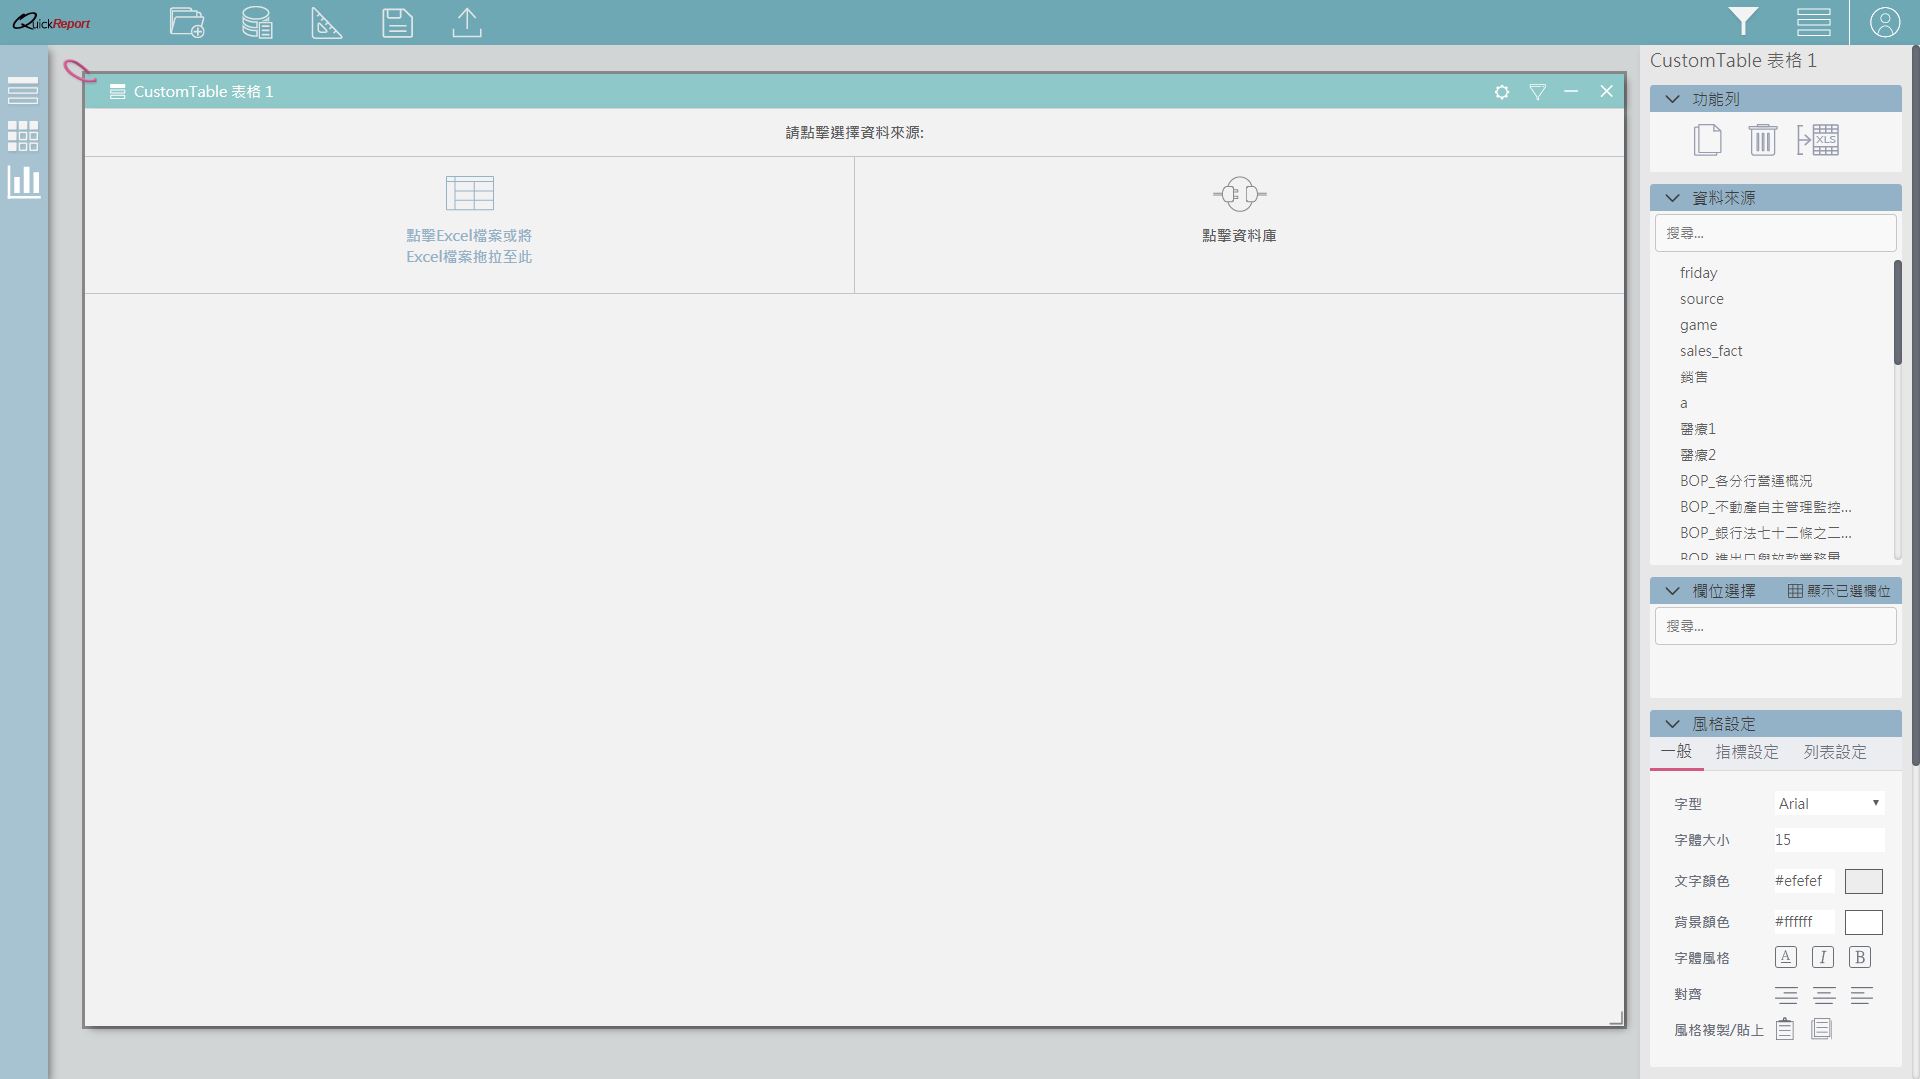 QuickReport
CustomTable 表格 1
請點擊選擇資料來源:
點擊Excel檔案或將
Excel檔案拖拉至此
點擊資料庫
CustomTable 表格 1
功能列
XLS
資料來源
搜尋...
friday
source
game
sales_fact
銷售
a
醫療1
醫療2
BOP_各分行營運概況
BOP_不動產自主管理監控...
BOP_銀行法七十二條之二...
欄位選擇 顯示已選欄位
搜尋...
風格設定
一般 指標設定 列表設定
字型 Arial
字體大小 15
文字顏色 #efefef
背景顏色 #ffffff
字體風格 A I B
對齊
風格複製/貼上